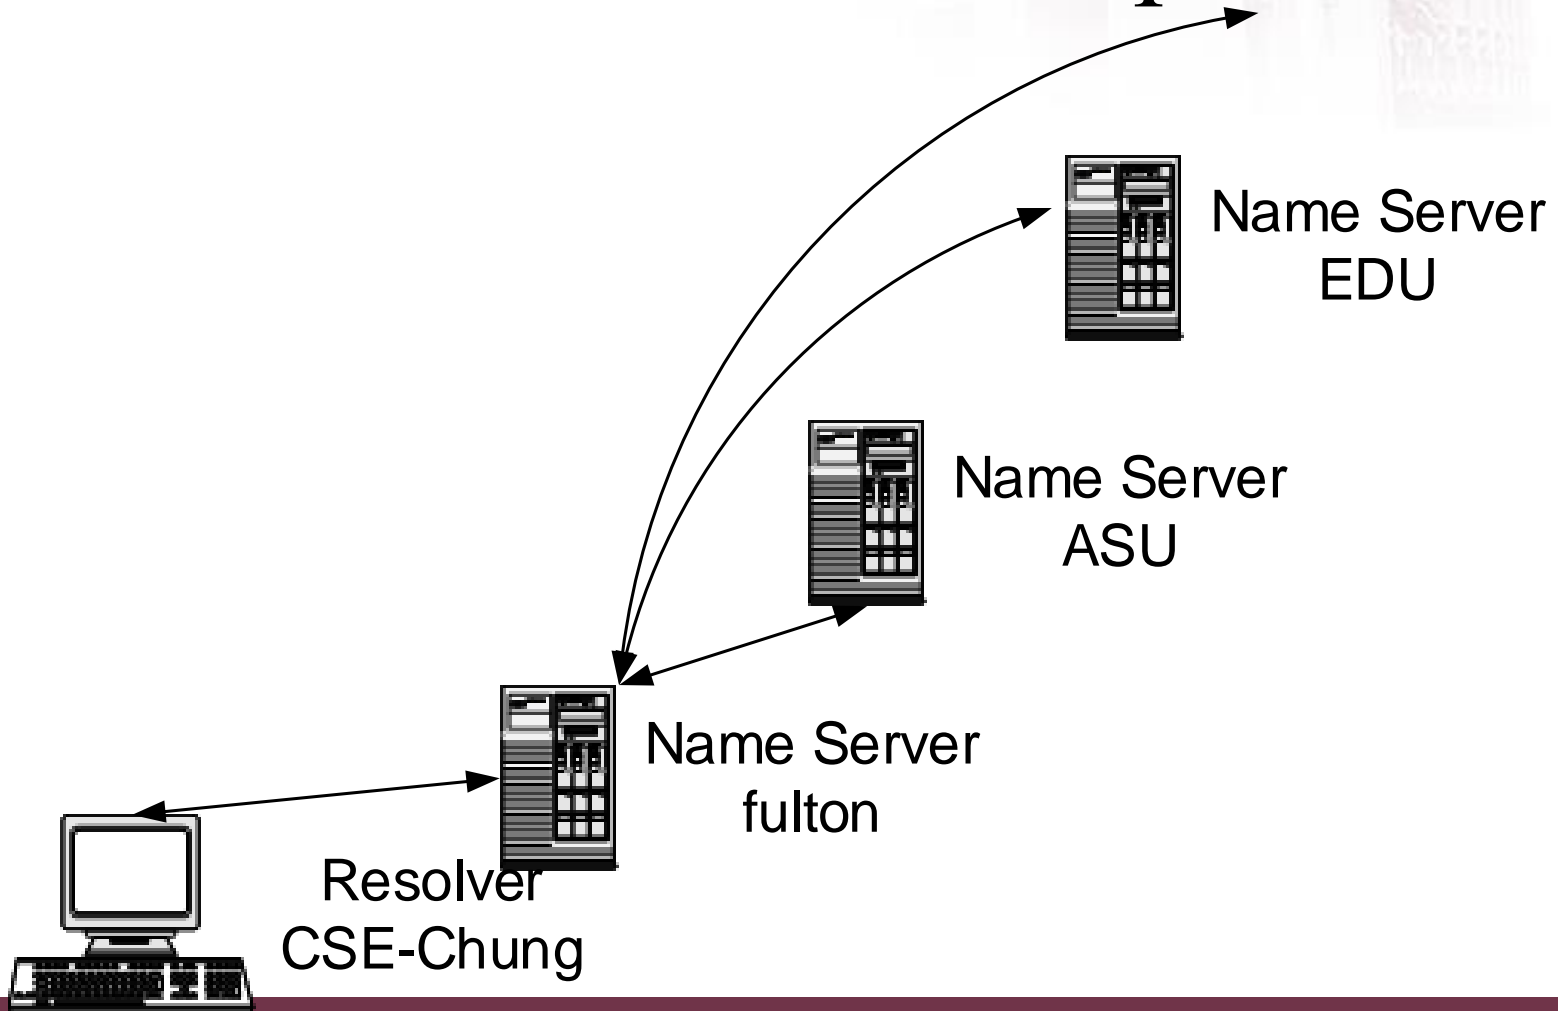 Name Server
EDU
Name Server
ASU
Name Server
fulton
Resolver
CSE-Chung